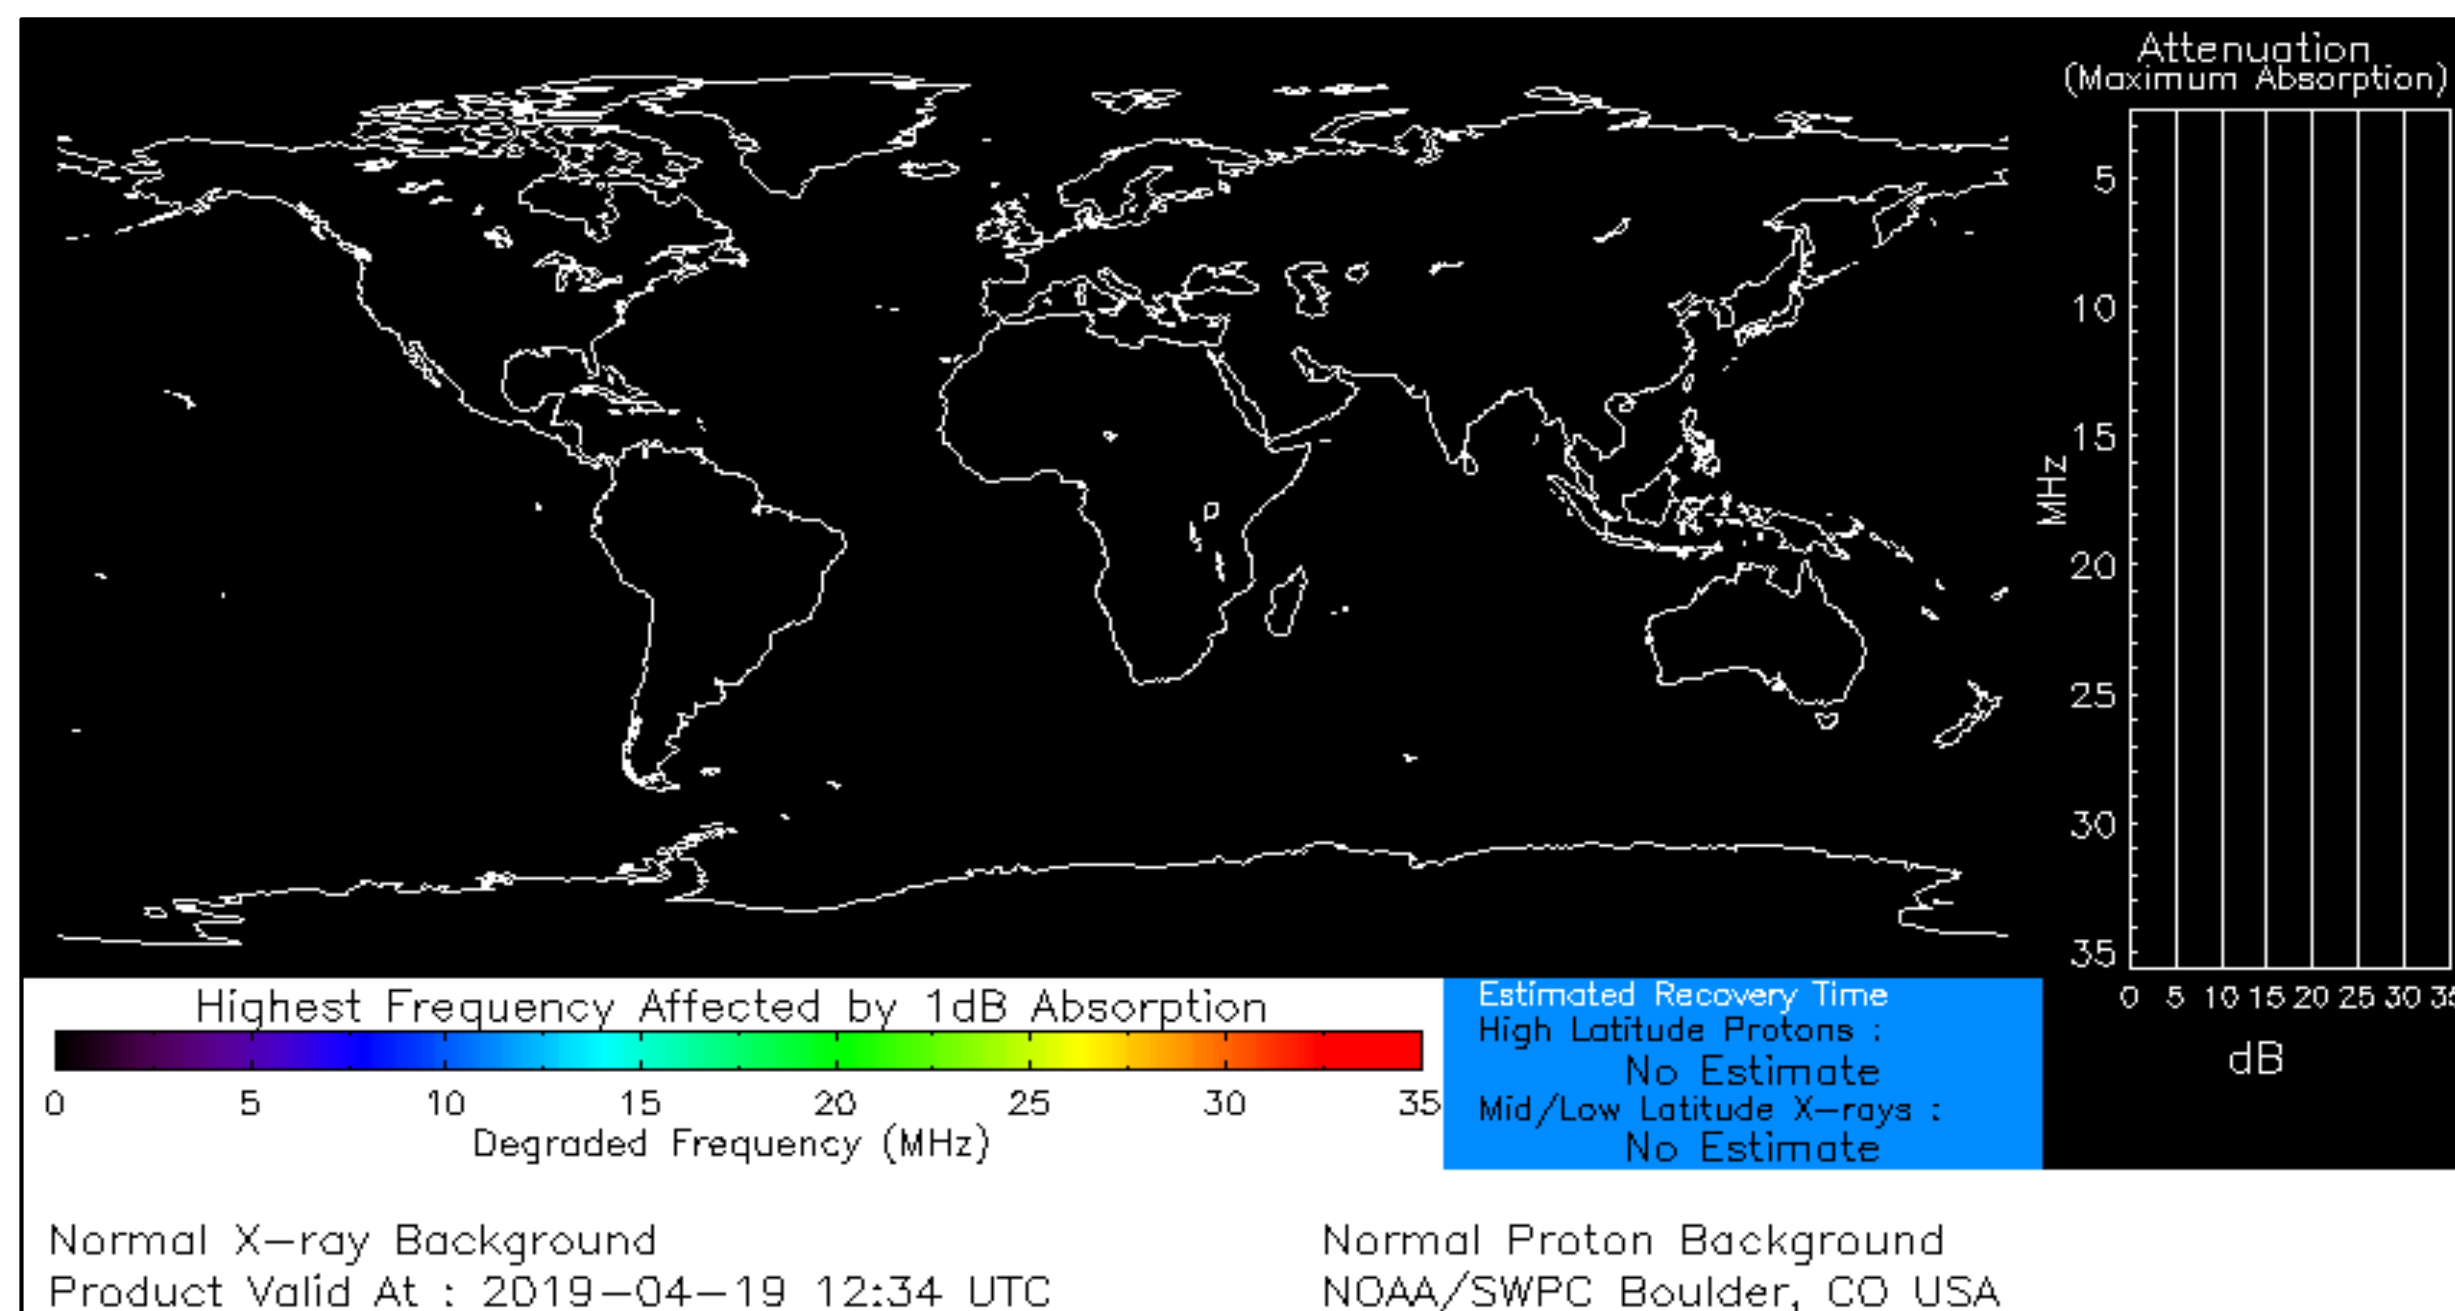 Attenuation
(Maximum Absorption)
5
10
15
20
25
30
35
MHz
0 5 10 15 20 25 30
dB
Highest Frequency Affected by 1dB Absorption
0 5 10 15 20 25 30 35
Degraded Frequency (MHz)
Estimated Recovery Time
High Latitude Protons :
No Estimate
Mid/Low Latitude X-rays :
No Estimate
Normal X-ray Background
Normal Proton Background
Product Valid At : 2019-04-19 12:34 UTC
NOAA/SWPC Boulder, CO USA